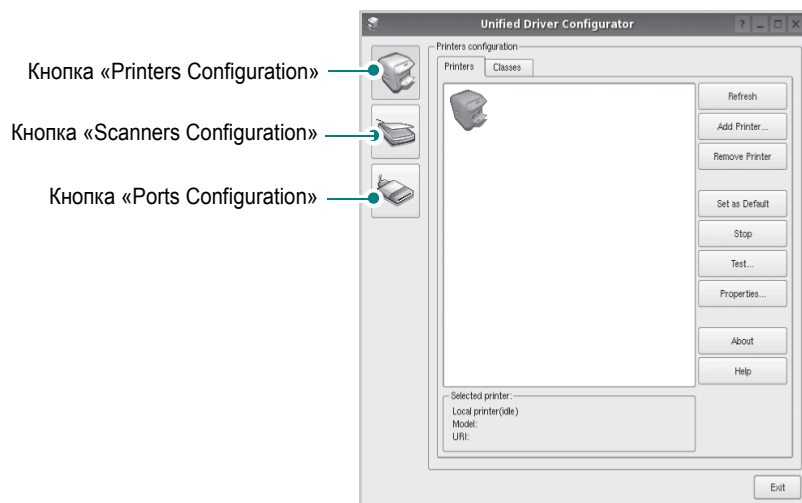 Unified Driver Configurator
Кнопка «Printers Configuration»
Кнопка «Scanners Configuration»
Кнопка «Ports Configuration»
Printers configuration
Printers
Classes
Refresh
Add Printer...
Remove Printer
Set as Default
Stop
Test...
Properties...
About
Help
Selected printer:
Local printer(idle)
Model:
URI:
Exit